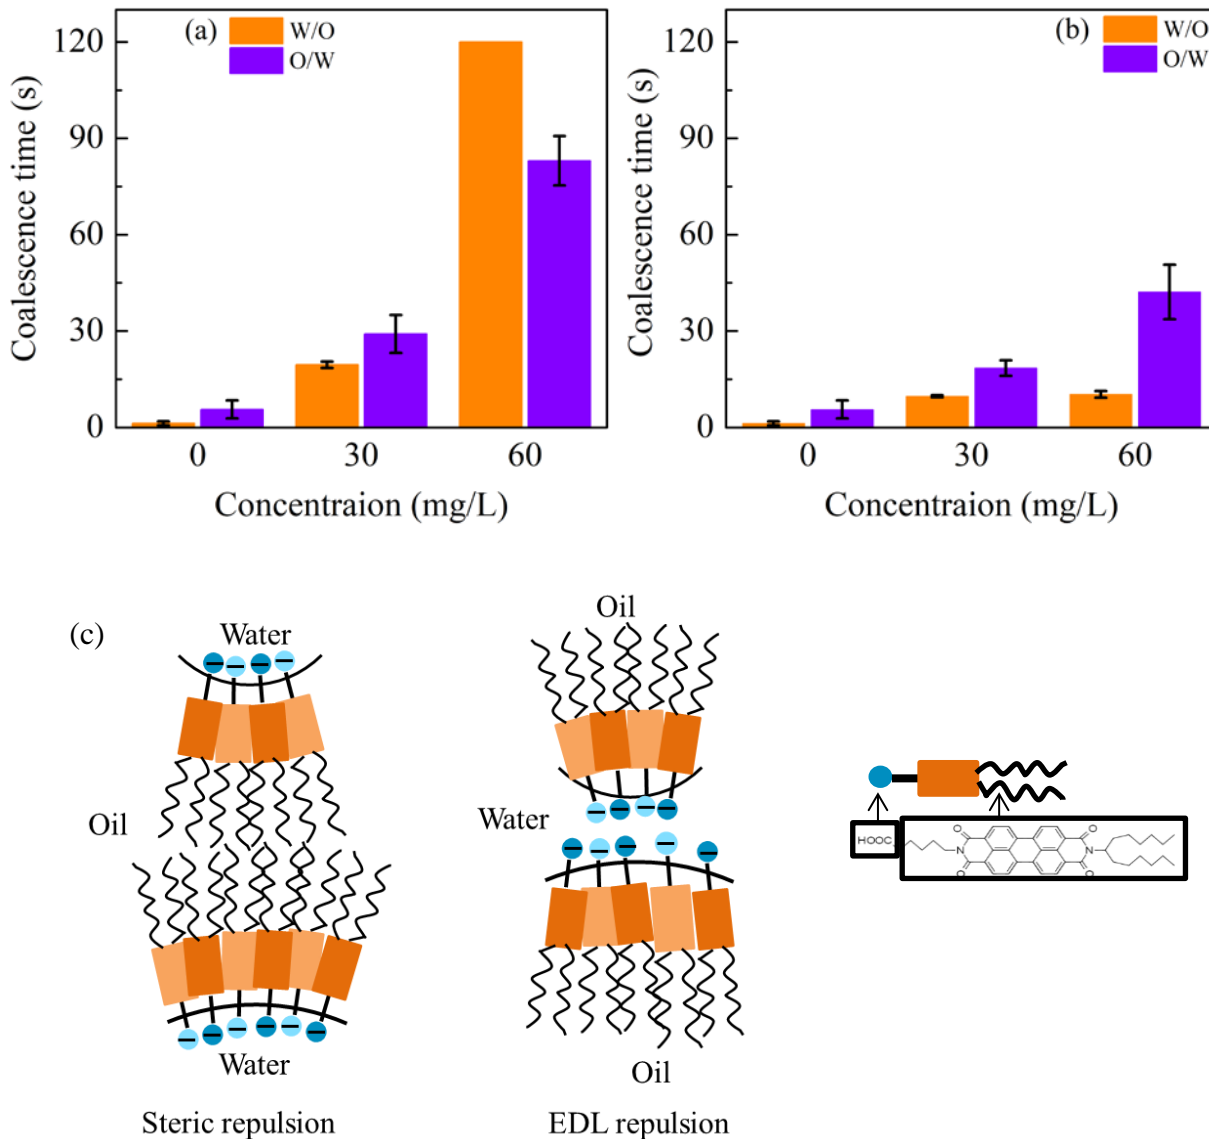 (a)
W/O
O/W
120
90
60
30
0
Coalescence time (s)
0 30 60
Concentraion (mg/L)
(b)
W/O
O/W
120
90
60
30
0
Coalescence time (s)
0 30 60
Concentraion (mg/L)
(c)
Water
Oil
Water
Steric repulsion
Oil
Water
Oil
EDL repulsion
HOOC
O O
N N
O O